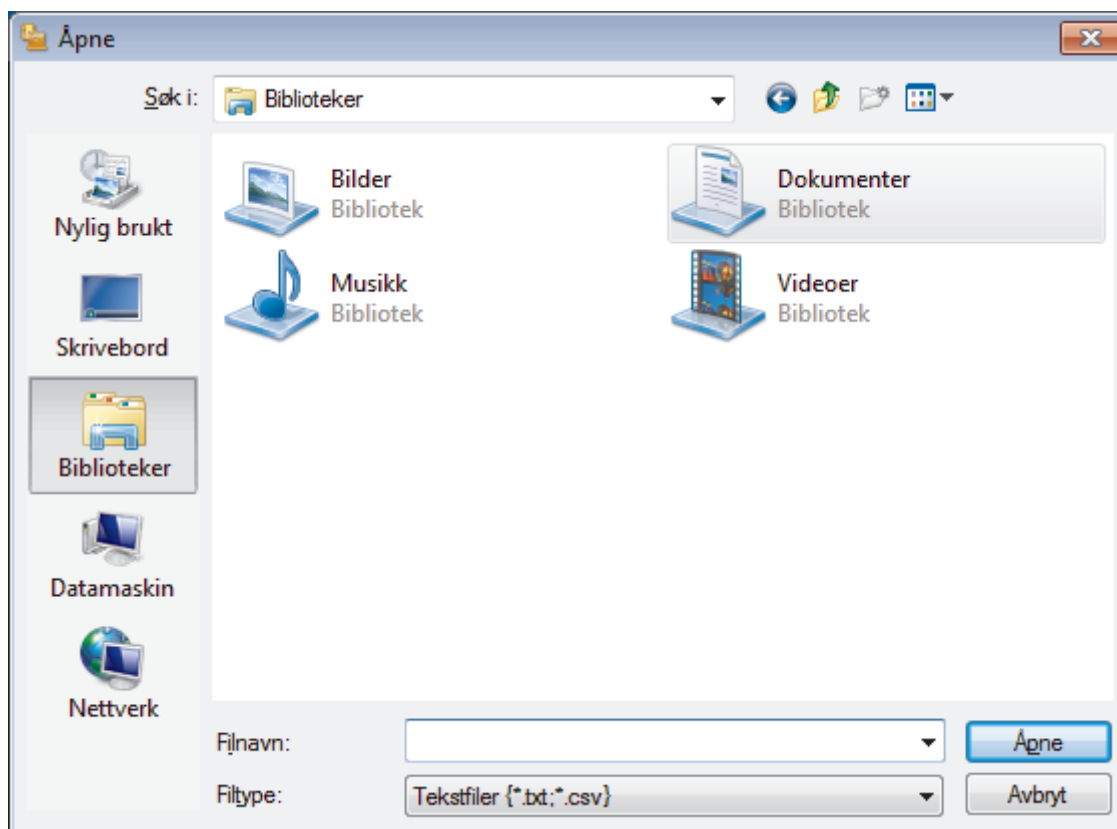 Åpne
Søk i: Biblioteker
Nylig brukt
Skrivebord
Biblioteker
Datamaskin
Nettverk
Bilder
Bibliotek
Dokumenter
Bibliotek
Musikk
Bibliotek
Videoer
Bibliotek
Filnavn:
Åpne
Filtype: Tekstfiler {*.txt;*.csv}
Avbryt